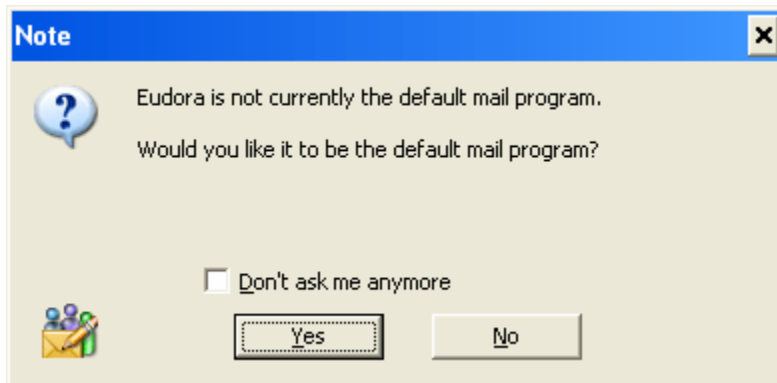 Note
Eudora is not currently the default mail program.
Would you like it to be the default mail program?
Don't ask me anymore
Yes No